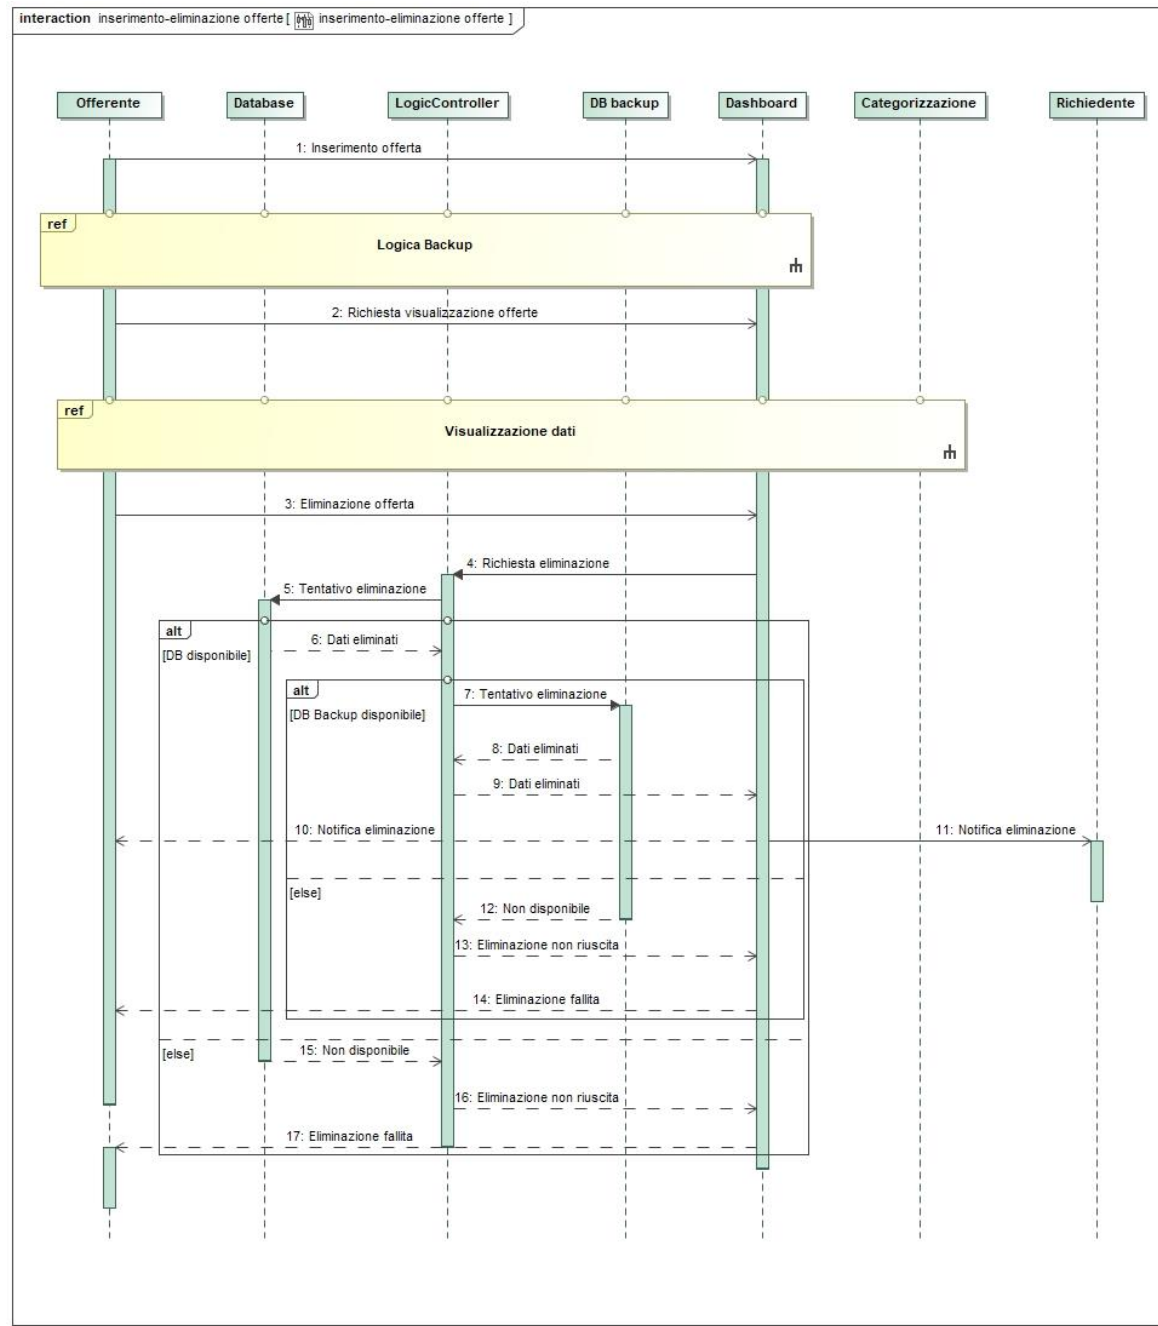 interaction inserimento-eliminazione offerte [ inserimento-eliminazione offerte ]
Offerente Database LogicController DB backup Dashboard Categorizzazione Richiedente
1: Inserimento offerta
ref
Logica Backup
2: Richiesta visualizzazione offerte
ref
Visualizzazione dati
3: Eliminazione offerta
4: Richiesta eliminazione
5: Tentativo eliminazione
alt
6: Dati eliminati
[DB disponibile]
alt
7: Tentativo eliminazione
[DB Backup disponibile]
8: Dati eliminati
9: Dati eliminati
10: Notifica eliminazione 11: Notifica eliminazione
[else]
12: Non disponibile
13: Eliminazione non riuscita
14: Eliminazione fallita
[else]
15: Non disponibile
16: Eliminazione non riuscita
17: Eliminazione fallita